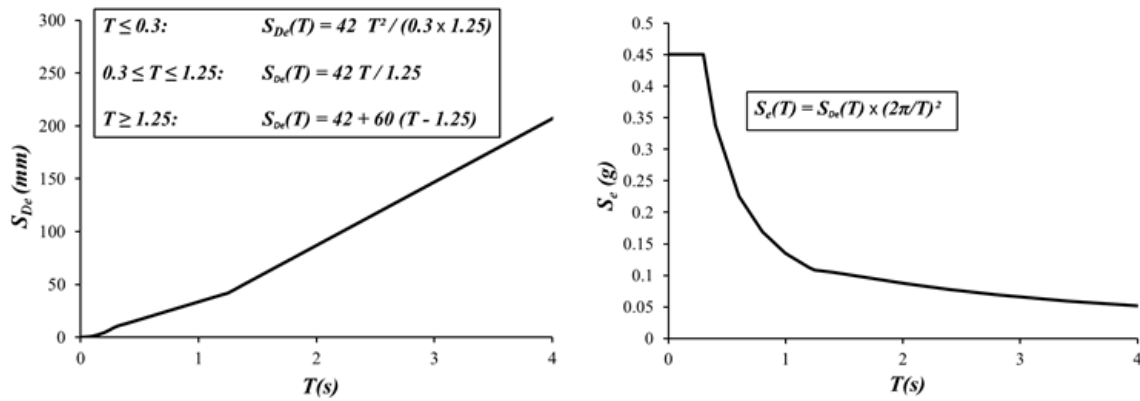 300
250
200
150
100
50
0
S_De (mm)
T ≤ 0.3: S_De(T) = 42 T² / (0.3 x 1.25)
0.3 ≤ T ≤ 1.25: S_De(T) = 42 T / 1.25
T ≥ 1.25: S_De(T) = 42 + 60 (T - 1.25)
0 1 2 3 4
T(s)
0.5
0.45
0.4
0.35
0.3
0.25
0.2
0.15
0.1
0.05
0
S_e (g)
S_e(T) = S_De(T) × (2π/T)²
0 1 2 3 4
T(s)